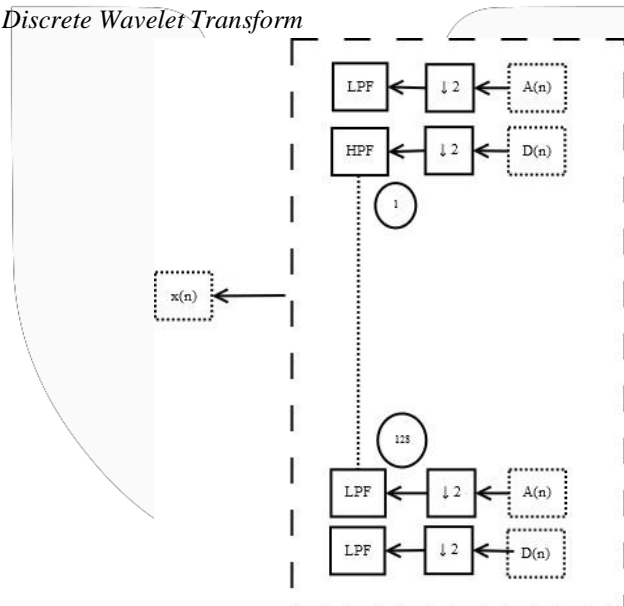 Discrete Wavelet Transform
LPF ↓ 2 A(n)
HPF ↓ 2 D(n)
1
x(n)
128
LPF ↓ 2 A(n)
LPF ↓ 2 D(n)